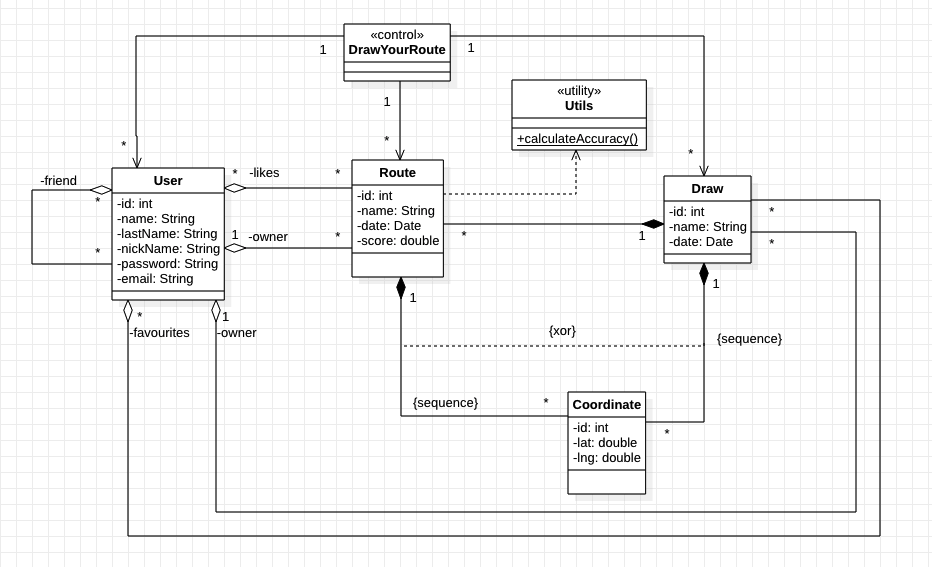 «control»
DrawYourRoute
1
1
1
*
*
*
«utility»
Utils
+calculateAccuracy()
-friend
*
*
User
-id: int
-name: String
-lastName: String
-nickName: String
-password: String
-email: String
*
-likes
*
1
-owner
*
Route
-id: int
-name: String
-date: Date
-score: double
*
1
Draw
-id: int
-name: String
-date: Date
*
*
*
-favourites
1
-owner
1
1
{xor}
{sequence}
{sequence}
*
*
Coordinate
-id: int
-lat: double
-lng: double